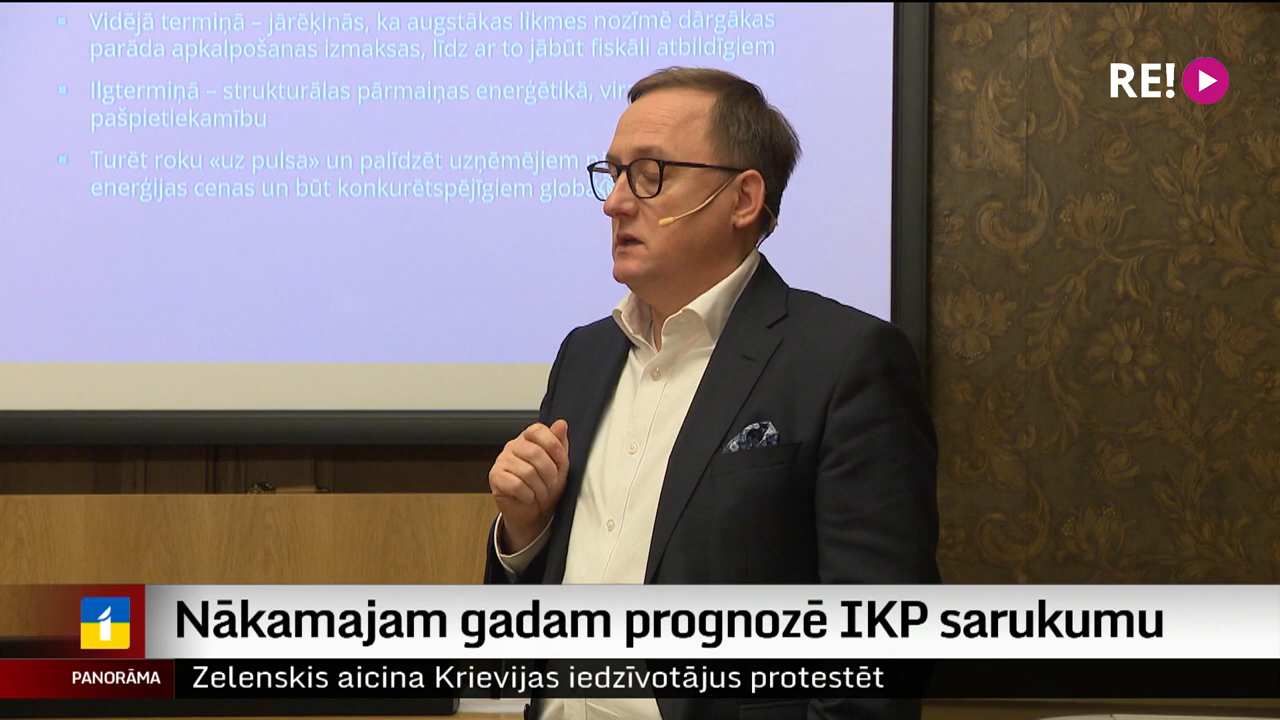 Vidējā termiņā – jārēķinās, ka augstākas likmes nozīmē dārgākas
parāda apkalpošanas izmaksas, līdz ar to jābūt fiskāli atbildīgiem
Ilgtermiņā – strukturālas pārmaiņas enerģētikā,
pašpietiekamību
Turēt roku «uz pulsa» un palīdzēt uzņēmējiem
enerģijas cenas un būt konkurētspējīgiem
RE!
1
Nākamajam gadam prognozē IKP sarukumu
PANORĀMA
Zelenskis aicina Krievijas iedzīvotājus protestēt